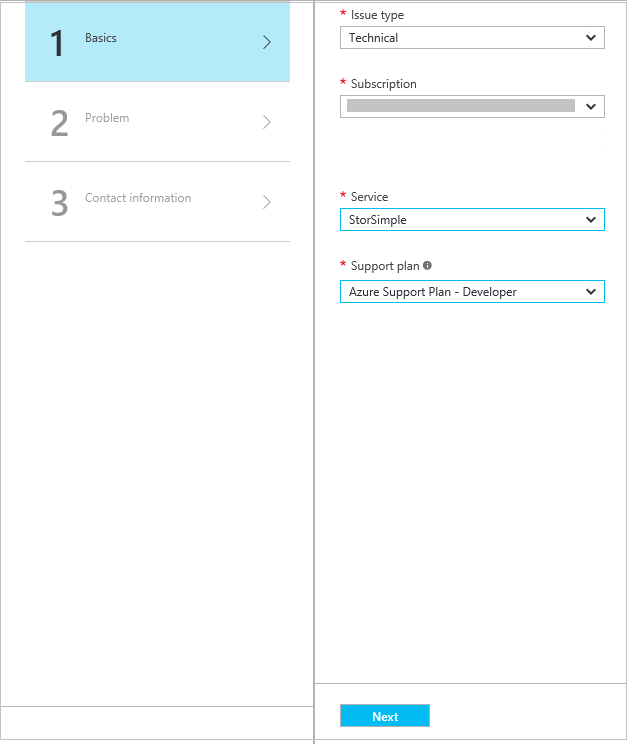 1
Basics
2
Problem
3
Contact information
* Issue type
Technical
* Subscription
* Service
StorSimple
* Support plan
Azure Support Plan - Developer
Next